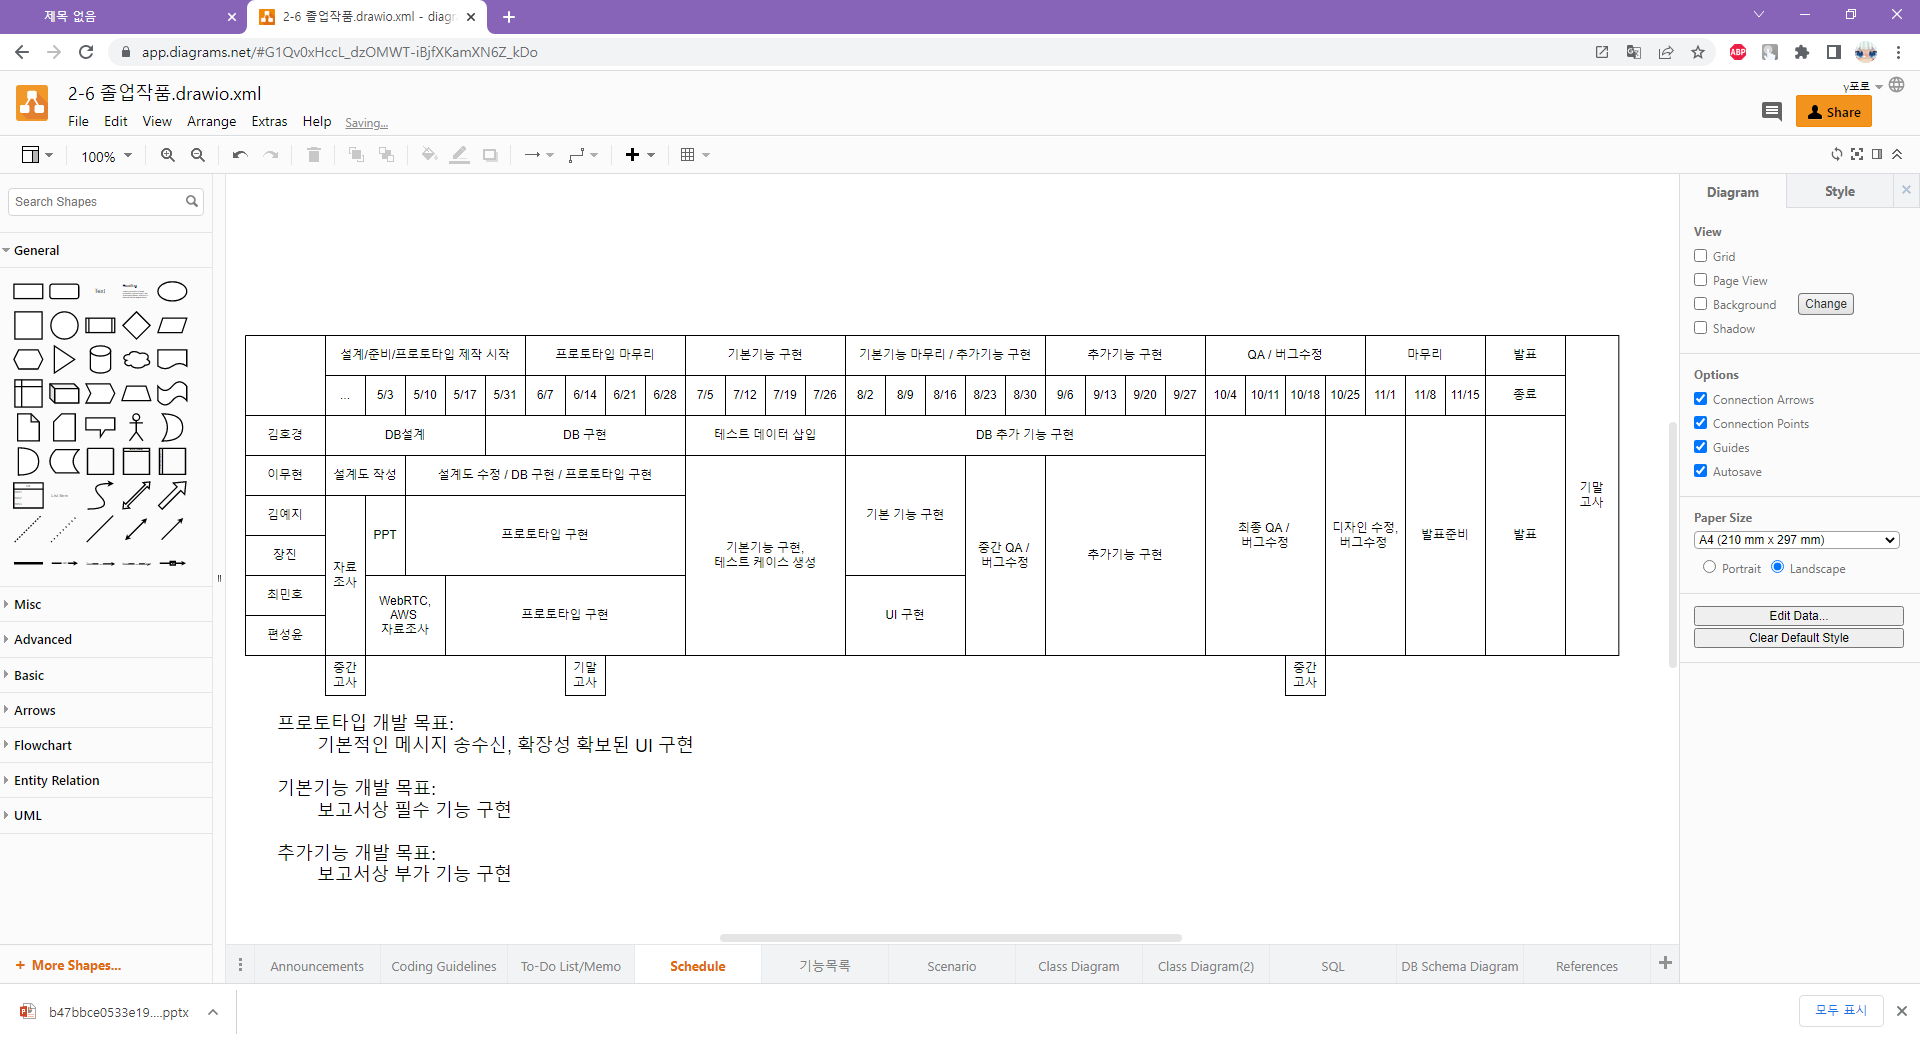 제목 없음
2-6 졸업작품.drawio.xml - diagr
app.diagrams.net/#G1Qv0xHccL_dzOMWT-iBjfXKamXN6Z_kDo
ABP
2-6 졸업작품.drawio.xml
y포로
File Edit View Arrange Extras Help Saving...
Share
100%
Search Shapes
Diagram Style
General
Text
Heading
List Item
Misc
Advanced
Basic
Arrows
Flowchart
Entity Relation
UML
+ More Shapes...
설계/준비/프로토타입 제작 시작 프로토타입 마무리 기본기능 구현 기본기능 마무리 / 추가기능 구현 추가기능 구현 QA / 버그수정 마무리 발표
... 5/3 5/10 5/17 5/31 6/7 6/14 6/21 6/28 7/5 7/12 7/19 7/26 8/2 8/9 8/16 8/23 8/30 9/6 9/13 9/20 9/27 10/4 10/11 10/18 10/25 11/1 11/8 11/15 종료
김호경 DB설계 DB 구현 테스트 데이터 삽입 DB 추가 기능 구현
이무현 설계도 작성 설계도 수정 / DB 구현 / 프로토타입 구현
김예지
장진
최민호
편성윤
자료
조사
PPT
프로토타입 구현
WebRTC,
AWS
자료조사
프로토타입 구현
기본기능 구현,
테스트 케이스 생성
기본 기능 구현
UI 구현
중간 QA /
버그수정
추가기능 구현
최종 QA /
버그수정
디자인 수정,
버그수정
발표준비
발표
기말
고사
중간
고사
기말
고사
중간
고사
프로토타입 개발 목표:
기본적인 메시지 송수신, 확장성 확보된 UI 구현
기본기능 개발 목표:
보고서상 필수 기능 구현
추가기능 개발 목표:
보고서상 부가 기능 구현
View
Grid
Page View
Background Change
Shadow
Options
Connection Arrows
Connection Points
Guides
Autosave
Paper Size
A4 (210 mm x 297 mm)
Portrait Landscape
Edit Data...
Clear Default Style
Announcements Coding Guidelines To-Do List/Memo Schedule 기능목록 Scenario Class Diagram Class Diagram(2) SQL DB Schema Diagram References
b47bbce0533e19....pptx
모두 표시